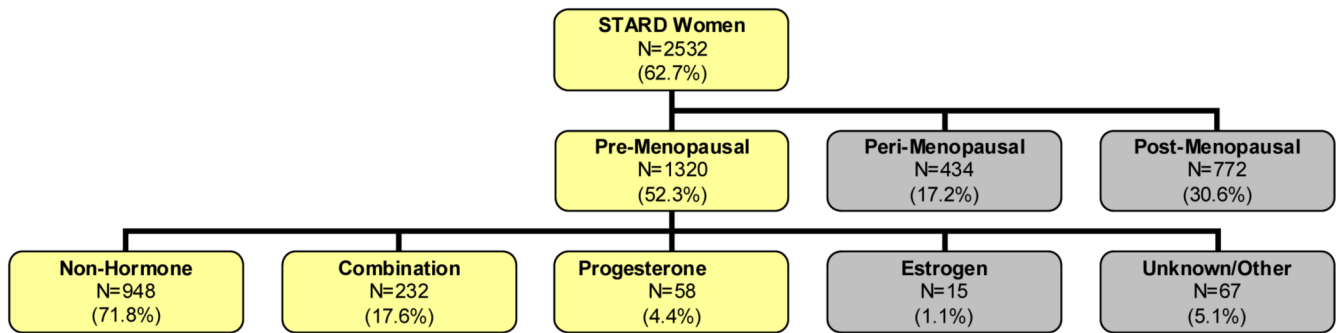 STARD Women
N=2532
(62.7%)
Pre-Menopausal
N=1320
(52.3%)
Peri-Menopausal
N=434
(17.2%)
Post-Menopausal
N=772
(30.6%)
Non-Hormone
N=948
(71.8%)
Combination
N=232
(17.6%)
Progesterone
N=58
(4.4%)
Estrogen
N=15
(1.1%)
Unknown/Other
N=67
(5.1%)